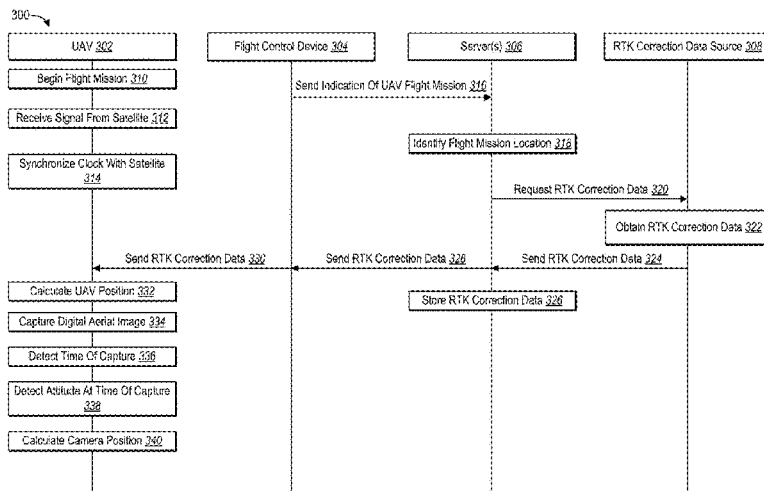 300
UAV 302
Flight Control Device 304
Server(s) 306
RTK Correction Data Source 308
Begin Flight Mission 310
Send Indication Of UAV Flight Mission 316
Receive Signal From Satellite 312
Identify Flight Mission Location 318
Synchronize Clock With Satellite
314
Request RTK Correction Data 320
Obtain RTK Correction Data 322
Send RTK Correction Data 330
Send RTK Correction Data 328
Send RTK Correction Data 324
Calculate UAV Position 332
Store RTK Correction Data 326
Capture Digital Aerial Image 334
Detect Time Of Capture 336
Detect Attitude At Time Of Capture
338
Calculate Camera Position 340